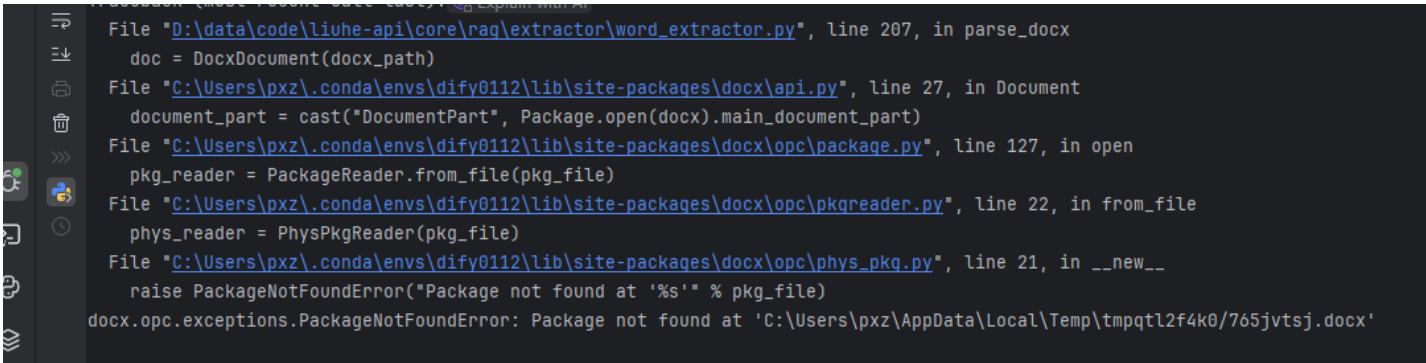 File "D:\data\code\liuhe-api\core\rag\extractor\word_extractor.py", line 207, in parse_docx
doc = DocxDocument(docx_path)
File "C:\Users\pxz\.conda\envs\dify0112\lib\site-packages\docx\api.py", line 27, in Document
document_part = cast("DocumentPart", Package.open(docx).main_document_part)
File "C:\Users\pxz\.conda\envs\dify0112\lib\site-packages\docx\opc\package.py", line 127, in open
pkg_reader = PackageReader.from_file(pkg_file)
File "C:\Users\pxz\.conda\envs\dify0112\lib\site-packages\docx\opc\pkgreader.py", line 22, in from_file
phys_reader = PhysPkgReader(pkg_file)
File "C:\Users\pxz\.conda\envs\dify0112\lib\site-packages\docx\opc\phys_pkg.py", line 21, in __new__
raise PackageNotFoundError("Package not found at '%s'" % pkg_file)
docx.opc.exceptions.PackageNotFoundError: Package not found at 'C:\Users\pxz\AppData\Local\Temp\tmpqtl2f4k0/765jvtsj.docx'